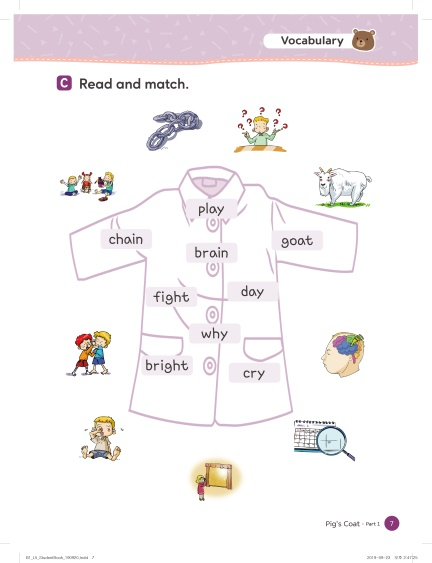 Vocabulary
C Read and match.
? ? ? ? ?
play
chain
goat
brain
day
fight
why
bright
cry
Pig's Coat • Part 1 7